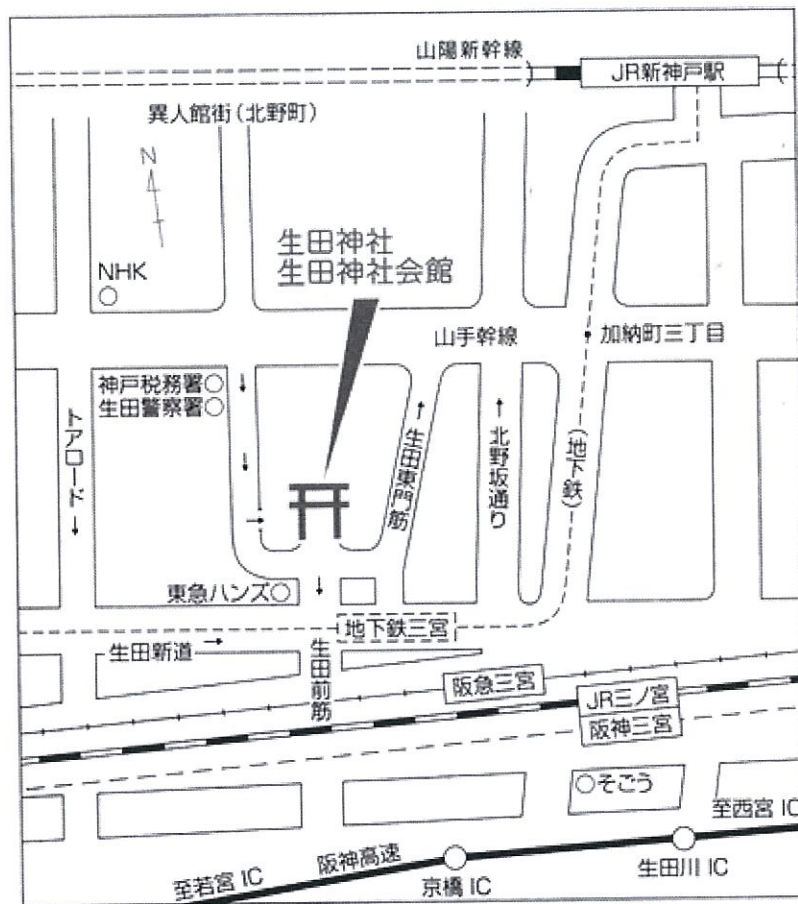 山陽新幹線
JR新神戸駅
異人館街(北野町)
N
生田神社
生田神社会館
NHK
山手幹線
加納町三丁目
神戸税務署
生田警察署
トアロード
生田東門筋
北野坂通り
(地下鉄)
東急ハンズ
地下鉄三宮
生田新道
生田前筋
阪急三宮
JR三ノ宮
阪神三宮
そごう
至西宮 IC
阪神高速
生田川 IC
至若宮 IC
京橋 IC